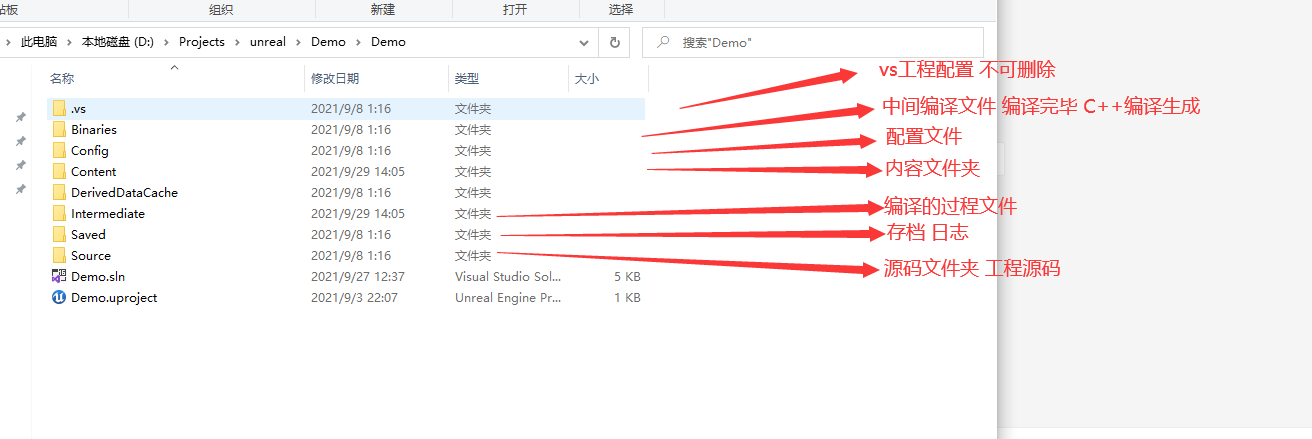 贴板 组织 新建 打开 选择
此电脑 本地磁盘 (D:) Projects unreal Demo Demo 搜索"Demo"
vs工程配置 不可删除
名称 修改日期 类型 大小
.vs 2021/9/8 1:16 文件夹
中间编译文件 编译完毕 C++编译生成
Binaries 2021/9/8 1:16 文件夹
配置文件
Config 2021/9/8 1:16 文件夹
内容文件夹
Content 2021/9/29 14:05 文件夹
DerivedDataCache 2021/9/8 1:16 文件夹
编译的过程文件
Intermediate 2021/9/29 14:05 文件夹
存档 日志
Saved 2021/9/8 1:16 文件夹
Source 2021/9/8 1:16 文件夹
源码文件夹 工程源码
Demo.sln 2021/9/27 12:37 Visual Studio Sol... 5 KB
Demo.uproject 2021/9/3 22:07 Unreal Engine Pr... 1 KB